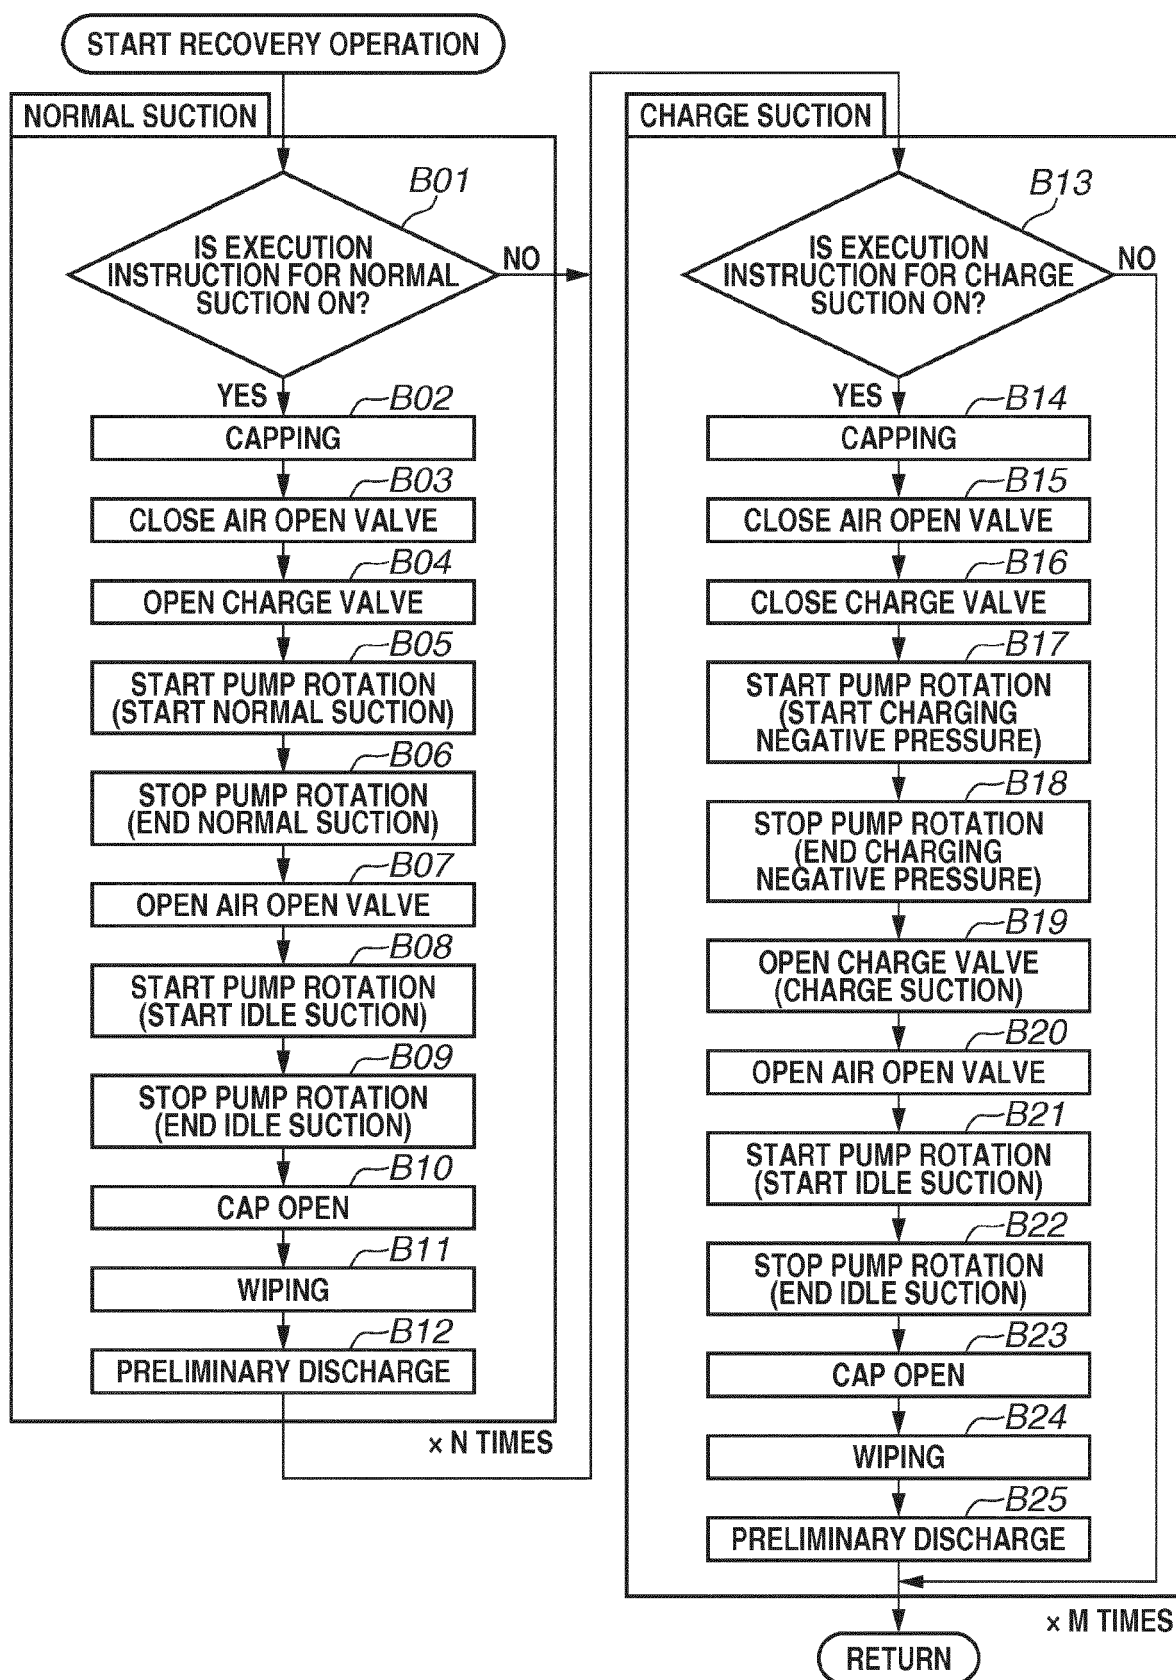 START RECOVERY OPERATION
NORMAL SUCTION
B01
IS EXECUTION
INSTRUCTION FOR NORMAL
SUCTION ON?
NO
YES
B02
CAPPING
B03
CLOSE AIR OPEN VALVE
B04
OPEN CHARGE VALVE
B05
START PUMP ROTATION
(START NORMAL SUCTION)
B06
STOP PUMP ROTATION
(END NORMAL SUCTION)
B07
OPEN AIR OPEN VALVE
B08
START PUMP ROTATION
(START IDLE SUCTION)
B09
STOP PUMP ROTATION
(END IDLE SUCTION)
B10
CAP OPEN
B11
WIPING
B12
PRELIMINARY DISCHARGE
× N TIMES
CHARGE SUCTION
B13
IS EXECUTION
INSTRUCTION FOR CHARGE
SUCTION ON?
NO
YES
B14
CAPPING
B15
CLOSE AIR OPEN VALVE
B16
CLOSE CHARGE VALVE
B17
START PUMP ROTATION
(START CHARGING
NEGATIVE PRESSURE)
B18
STOP PUMP ROTATION
(END CHARGING
NEGATIVE PRESSURE)
B19
OPEN CHARGE VALVE
(CHARGE SUCTION)
B20
OPEN AIR OPEN VALVE
B21
START PUMP ROTATION
(START IDLE SUCTION)
B22
STOP PUMP ROTATION
(END IDLE SUCTION)
B23
CAP OPEN
B24
WIPING
B25
PRELIMINARY DISCHARGE
× M TIMES
RETURN